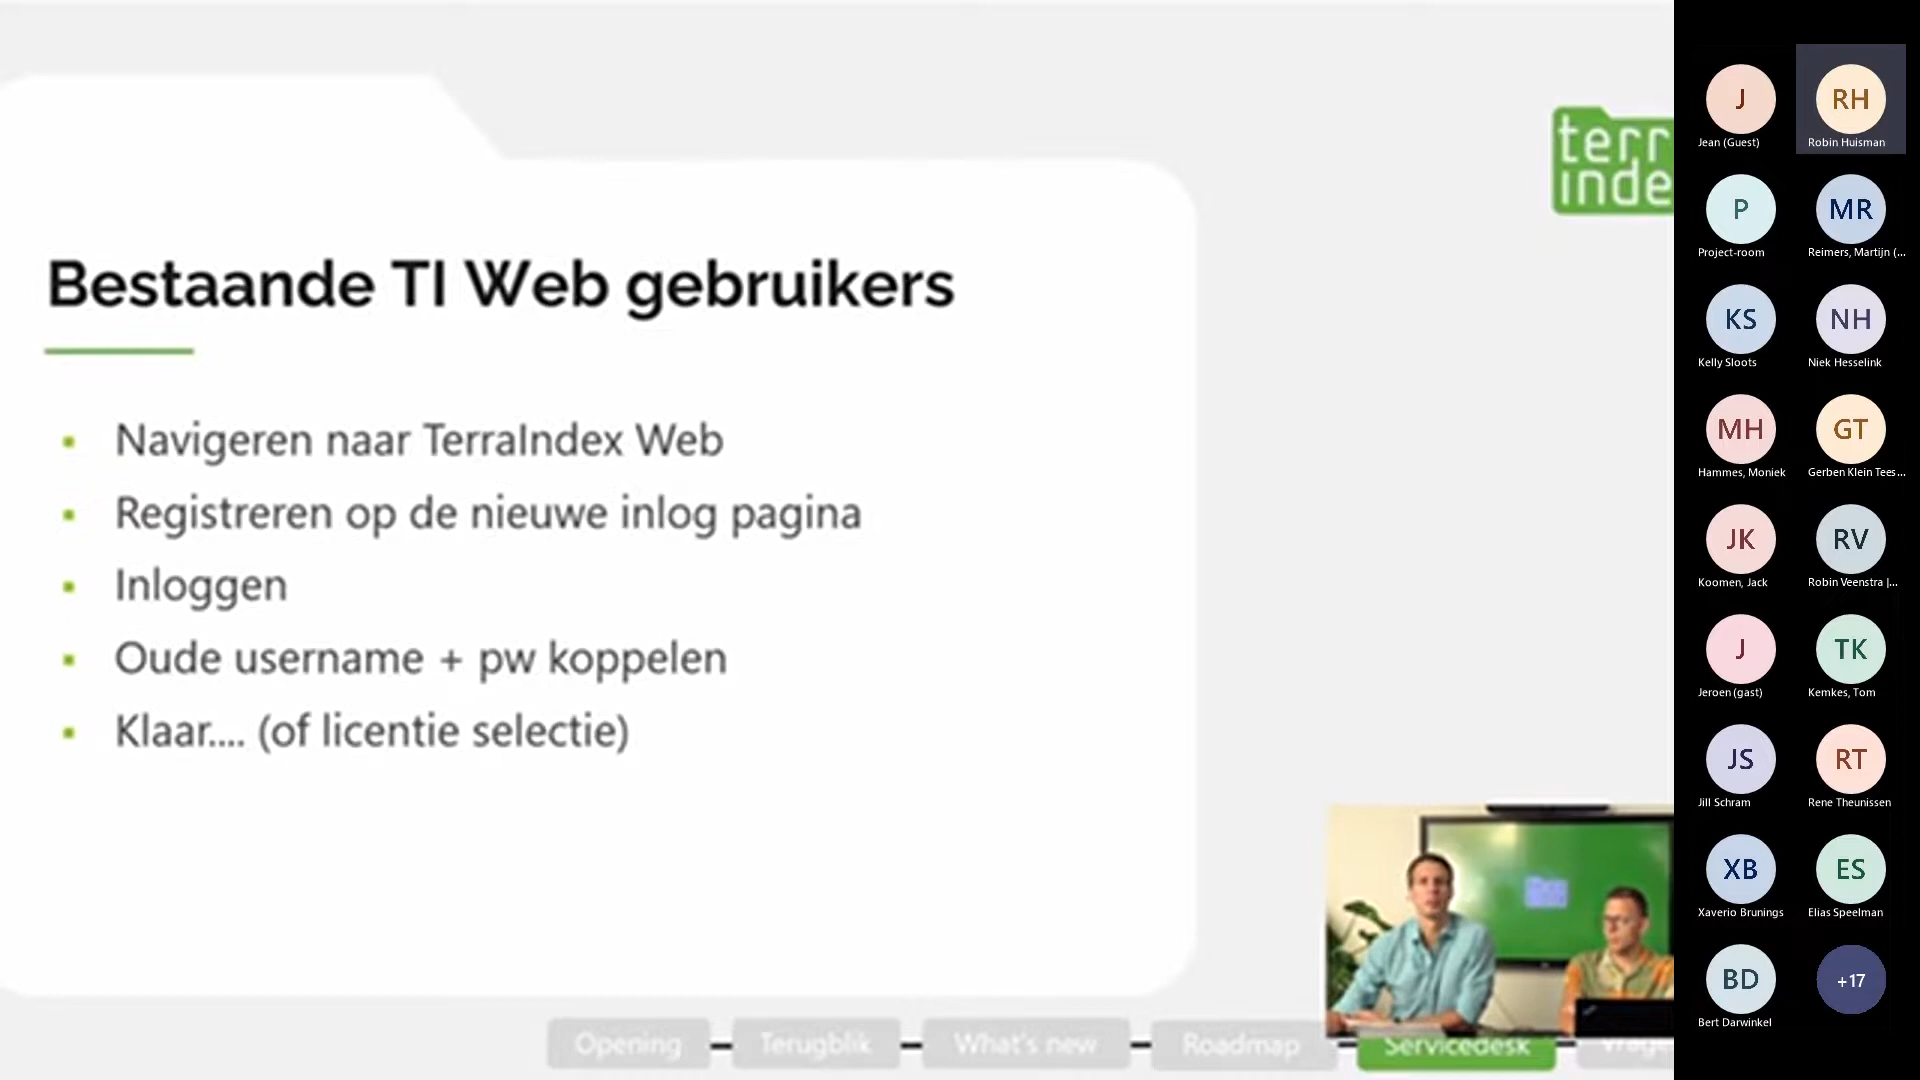 terr
inde
Bestaande TI Web gebruikers
Navigeren naar TerraIndex Web
Registreren op de nieuwe inlog pagina
Inloggen
Oude username + pw koppelen
Klaar.... (of licentie selectie)
Opening
Terugblik
What's new
Roadmap
Servicedesk
J
Jean (Guest)
RH
Robin Huisman
P
Project-room
MR
Reimers, Martijn (...
KS
Kelly Sloots
NH
Niek Hesselink
MH
Hammes, Moniek
GT
Gerben Klein Tees...
JK
Koomen, Jack
RV
Robin Veenstra |...
J
Jeroen (gast)
TK
Kemkes, Tom
JS
Jill Schram
RT
Rene Theunissen
XB
Xaverio Brunings
ES
Elias Speelman
BD
Bert Darwinkel
+17